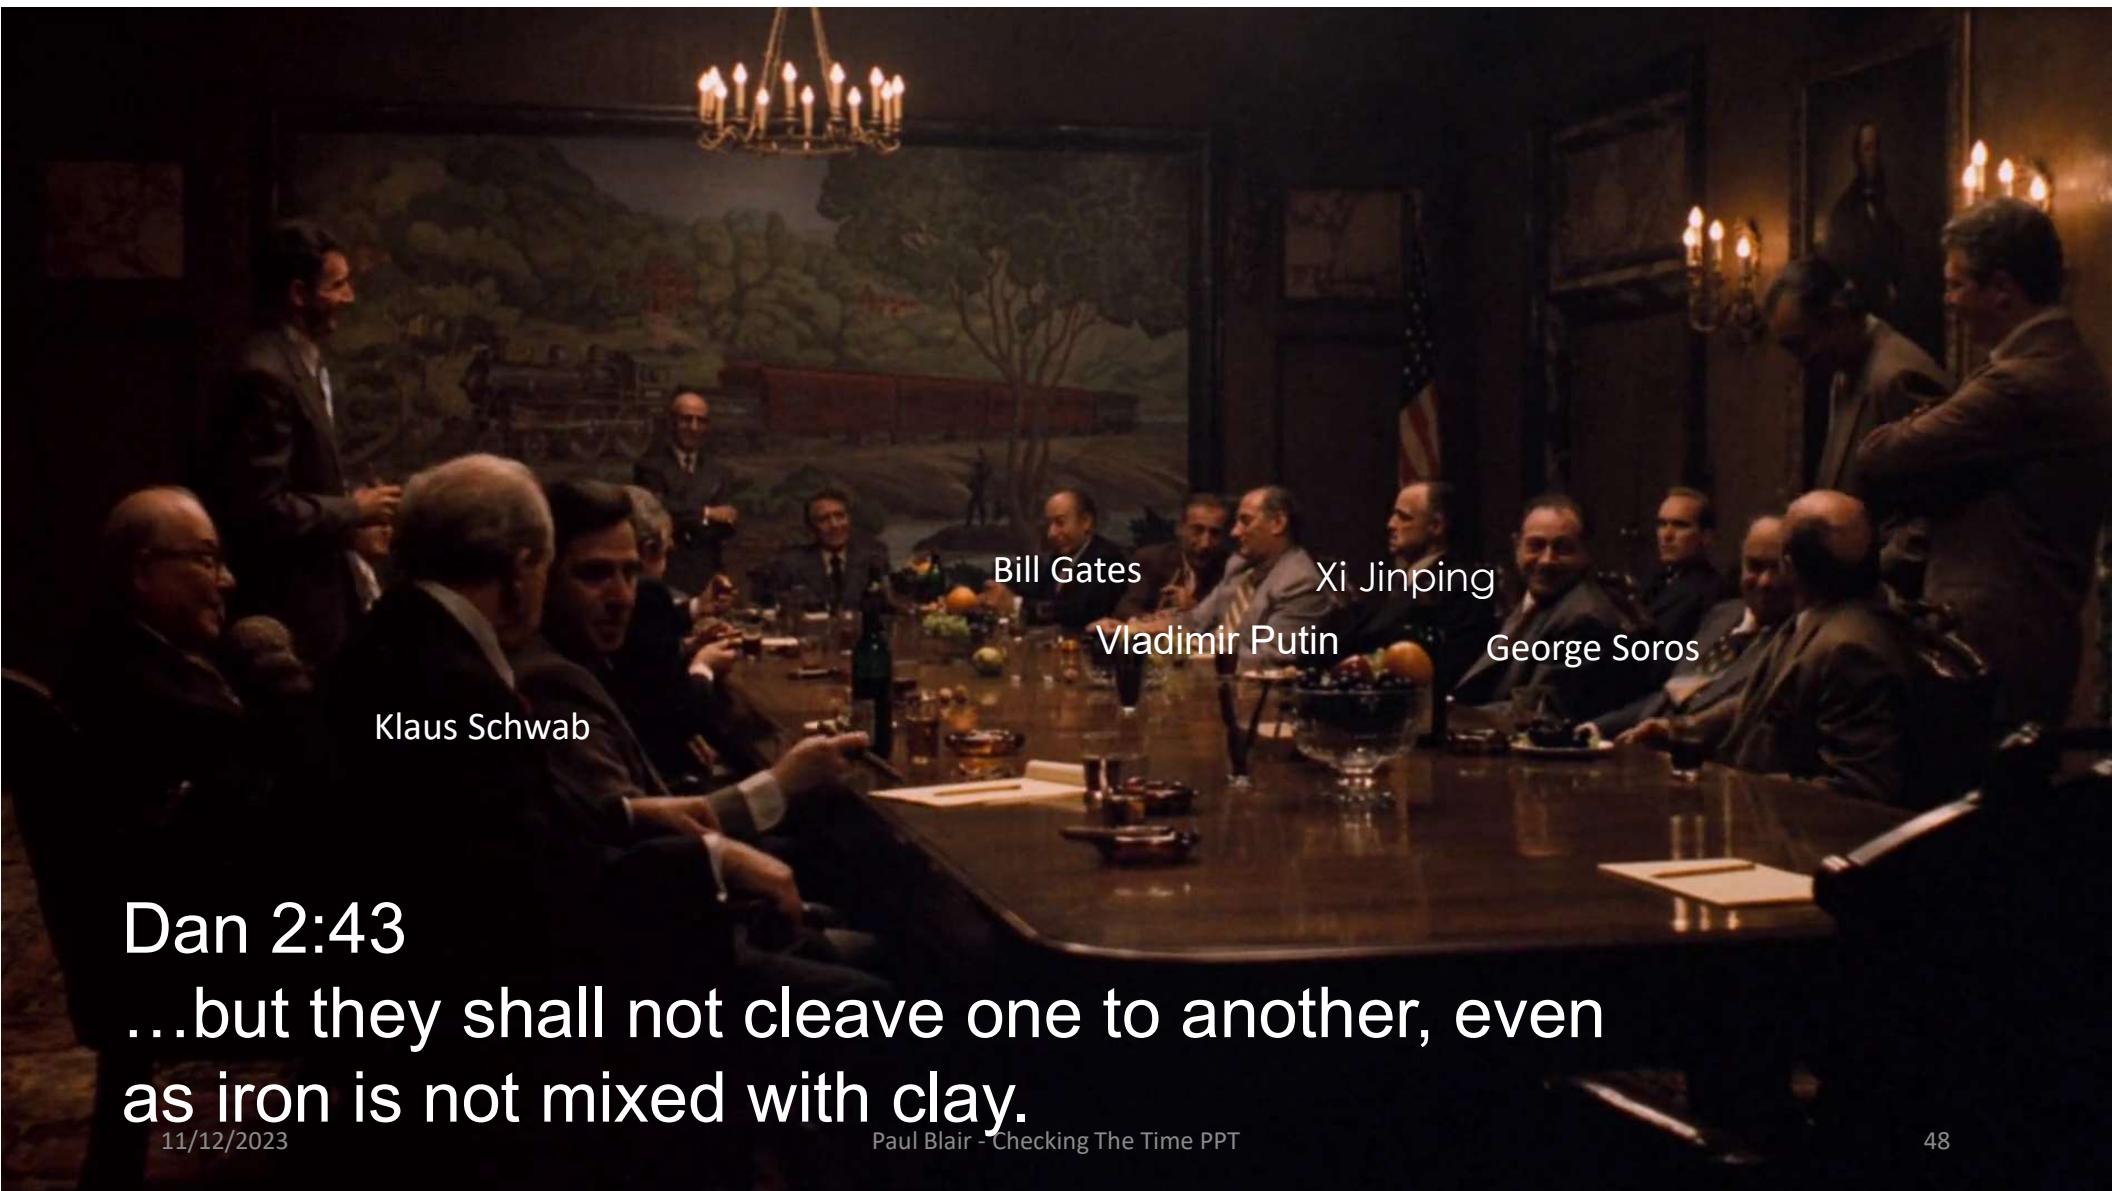 Bill Gates
Xi Jinping
Vladimir Putin
George Soros
Klaus Schwab
Dan 2:43
…but they shall not cleave one to another, even
as iron is not mixed with clay.
11/12/2023
Paul Blair - Checking The Time PPT
48